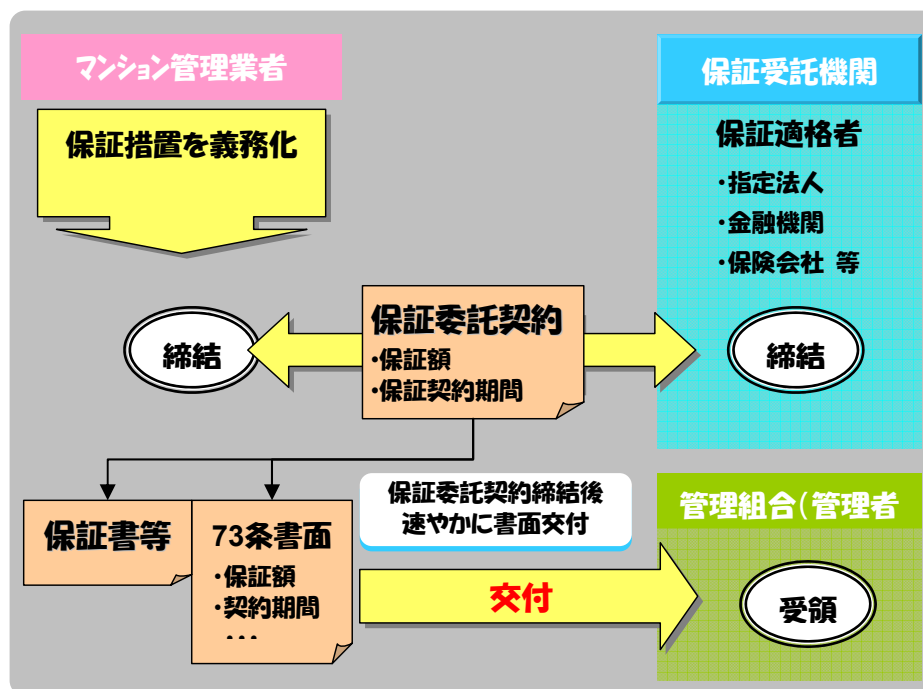 マンション管理業者
保証受託機関
保証措置を義務化
保証適格者
・指定法人
・金融機関
・保険会社 等
保証委託契約
・保証額
・保証契約期間
締結
締結
保証委託契約締結後
速やかに書面交付
管理組合(管理者
保証書等
73条書面
・保証額
・契約期間
・・・
交付
受領